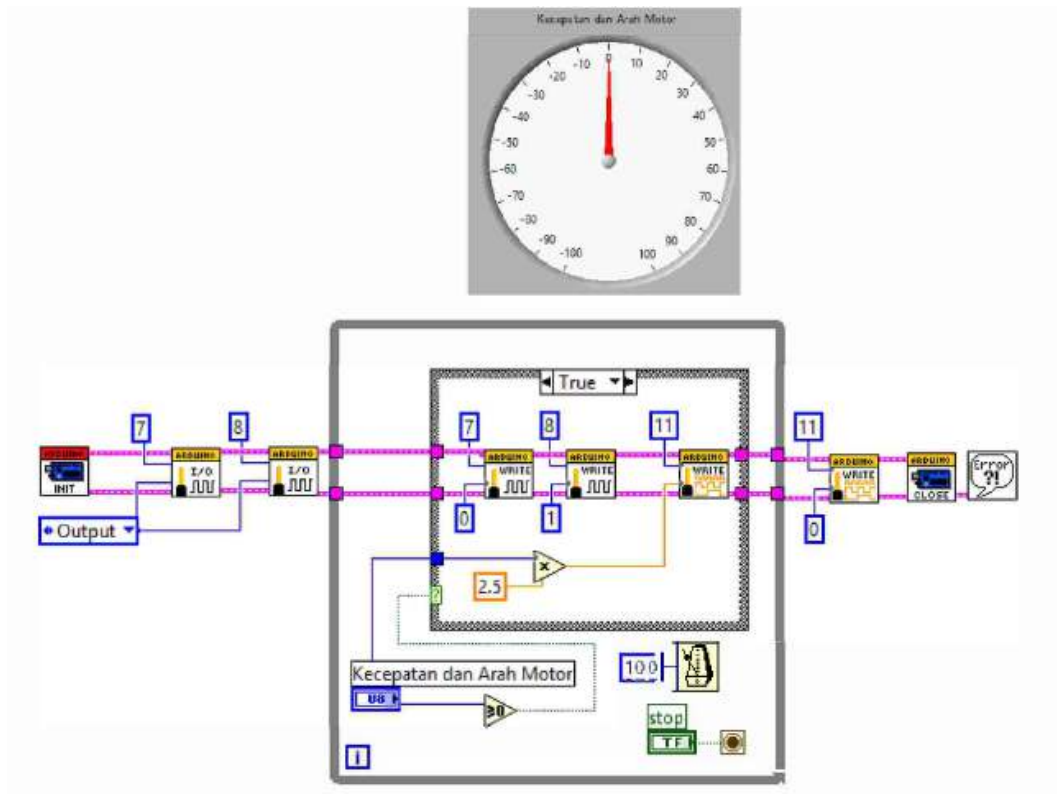 Kecepatan dan Arah Motor
-10 0 10
-20 20
-30 30
-40 40
-50 50
-60 60
-70 70
-80 80
-90 90
-100 100
True
7 8 7 8 11 11
ARDUINO INIT
ARDUINO I/O
ARDUINO I/O
ARDUINO WRITE
ARDUINO WRITE
ARDUINO WRITE
ARDUINO WRITE
ARDUINO CLOSE
Error ?!
Output
0 1 0
×
2.5
?
Kecepatan dan Arah Motor
U8
≥0
100
stop
TF
i